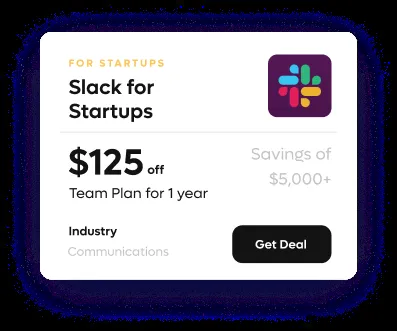 FOR STARTUPS
Slack for
Startups
$125 off
Savings of
$5,000+
Team Plan for 1 year
Industry
Communications
Get Deal